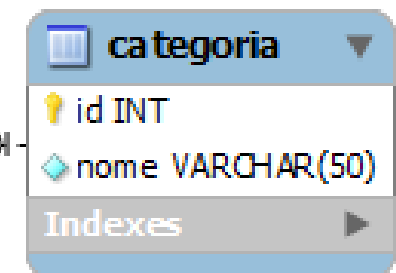 categoria
id INT
nome VARCHAR(50)
Indexes